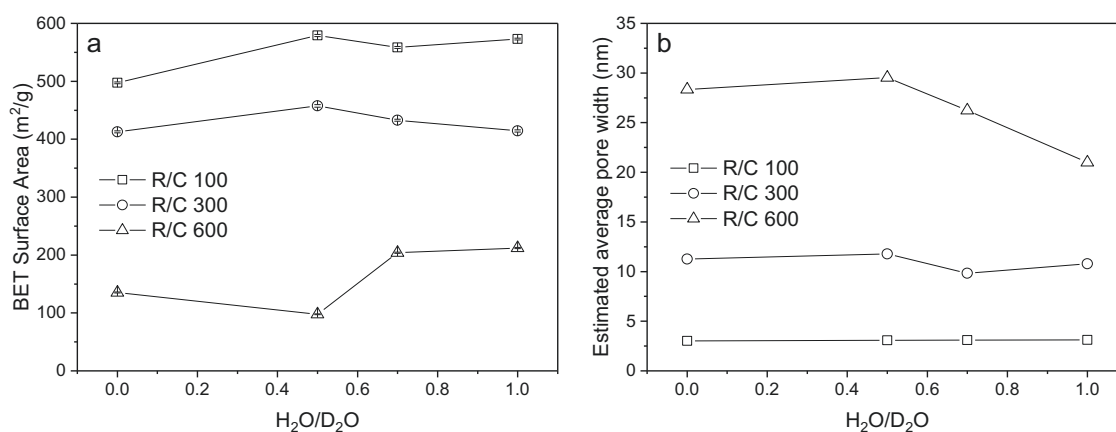 a
600
500
400
300
200
100
0
BET Surface Area (m²/g)
R/C 100
R/C 300
R/C 600
0.0 0.2 0.4 0.6 0.8 1.0
H₂O/D₂O
b
35
30
25
20
15
10
5
0
Estimated average pore width (nm)
R/C 100
R/C 300
R/C 600
0.0 0.2 0.4 0.6 0.8 1.0
H₂O/D₂O